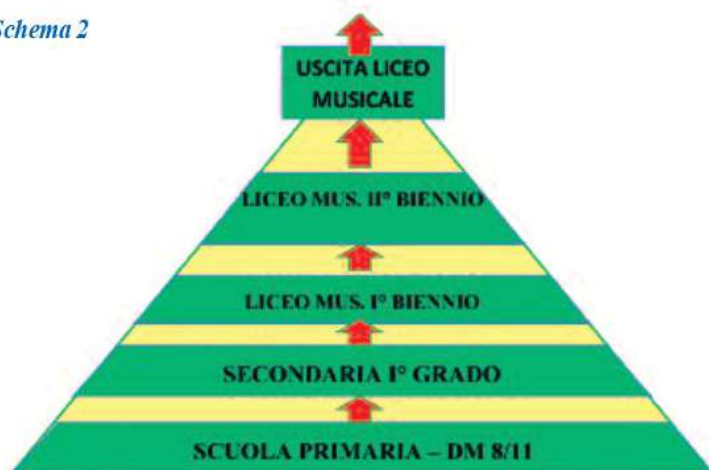 Schema 2
USCITA LICEO
MUSICALE
LICEO MUS. II° BIENNIO
LICEO MUS. I° BIENNIO
SECONDARIA I° GRADO
SCUOLA PRIMARIA – DM 8/11